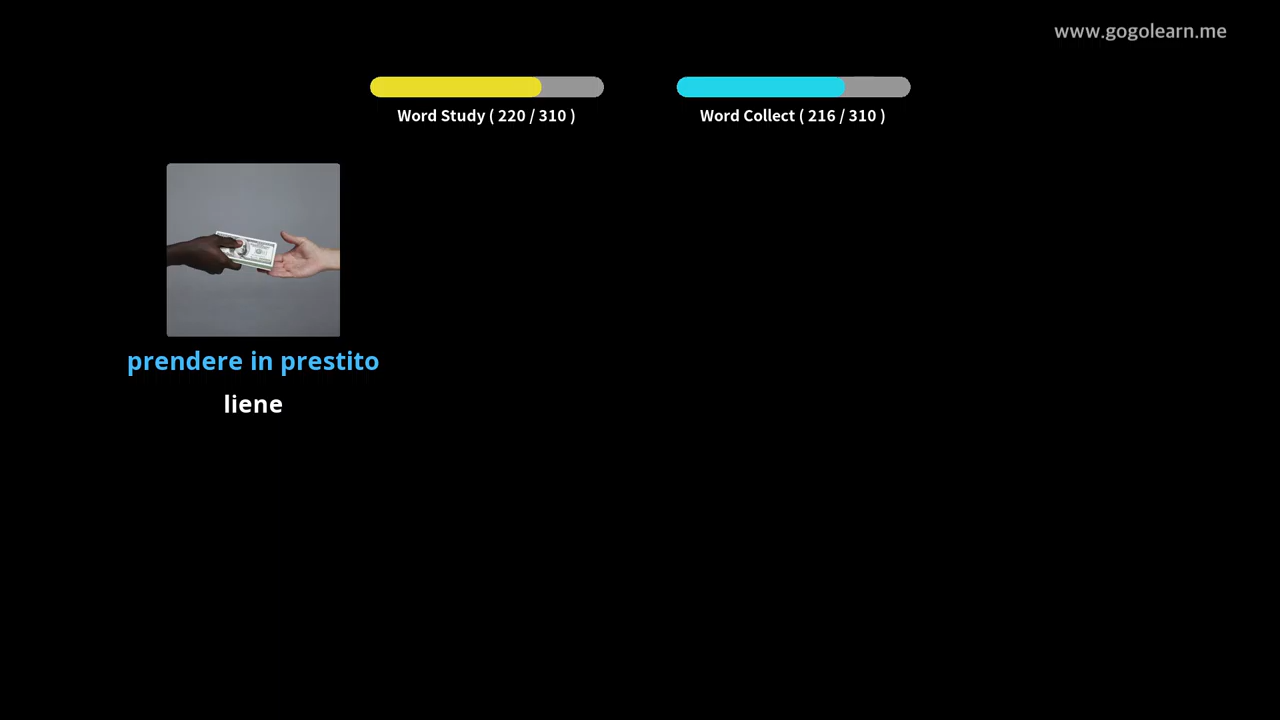 www.gogolearn.me
Word Study ( 220 / 310 )
Word Collect ( 216 / 310 )
prendere in prestito
liene